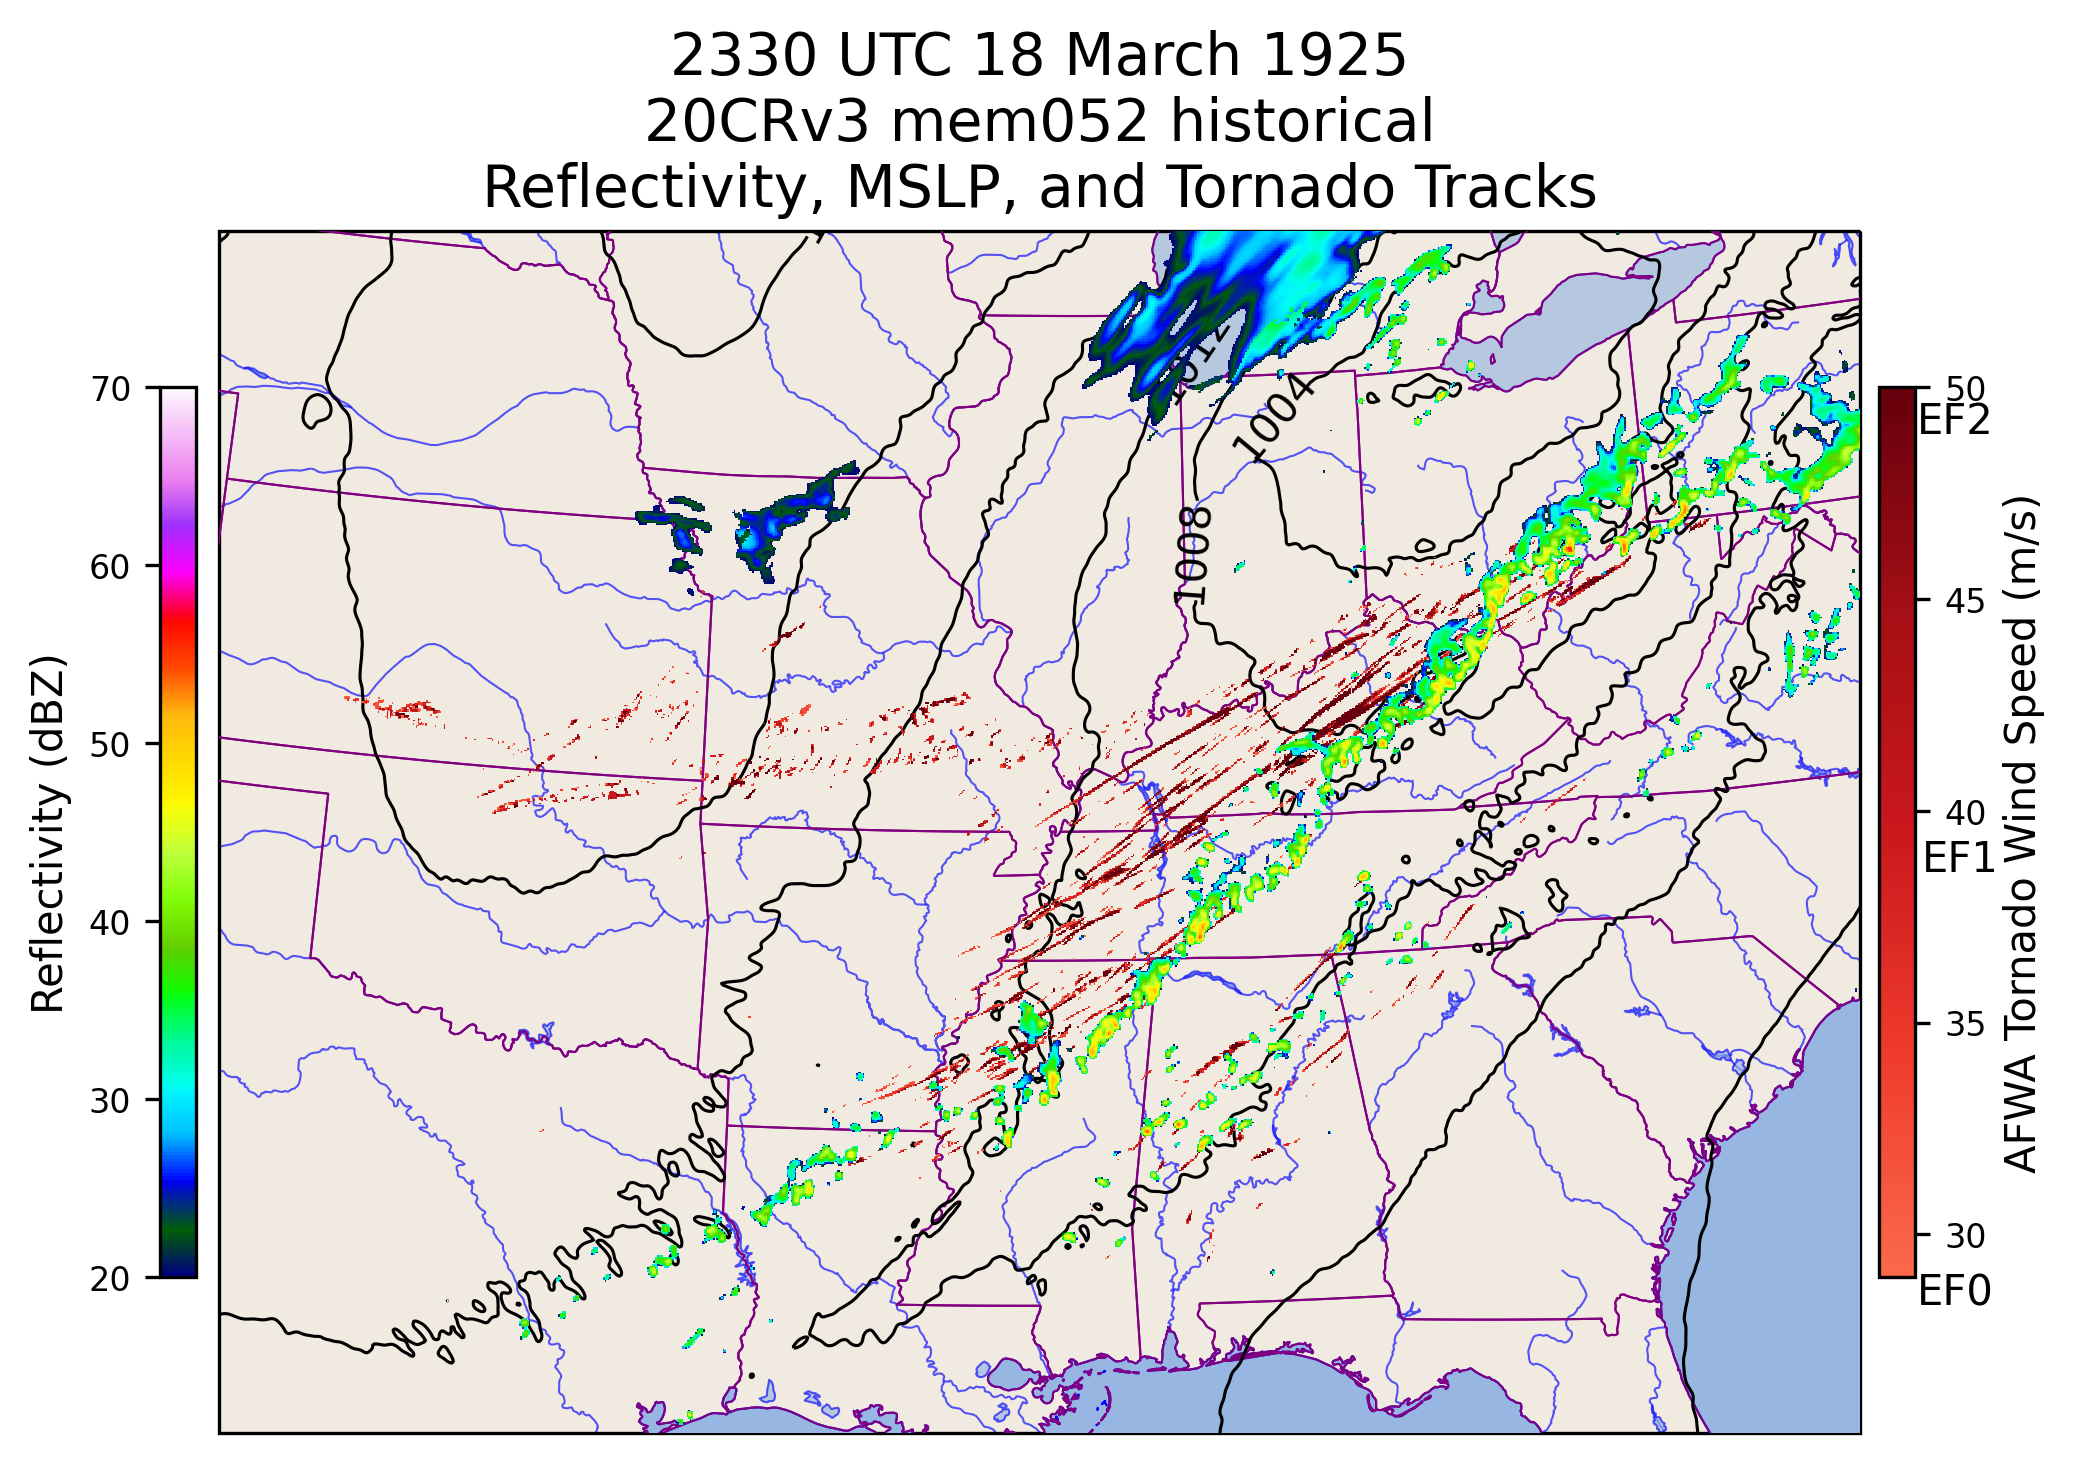 2330 UTC 18 March 1925
20CRv3 mem052 historical
Reflectivity, MSLP, and Tornado Tracks
Reflectivity (dBZ)
70
60
50
40
30
20
1012
1004
1008
50
EF2
45
40
EF1
35
30
EF0
AFWA Tornado Wind Speed (m/s)